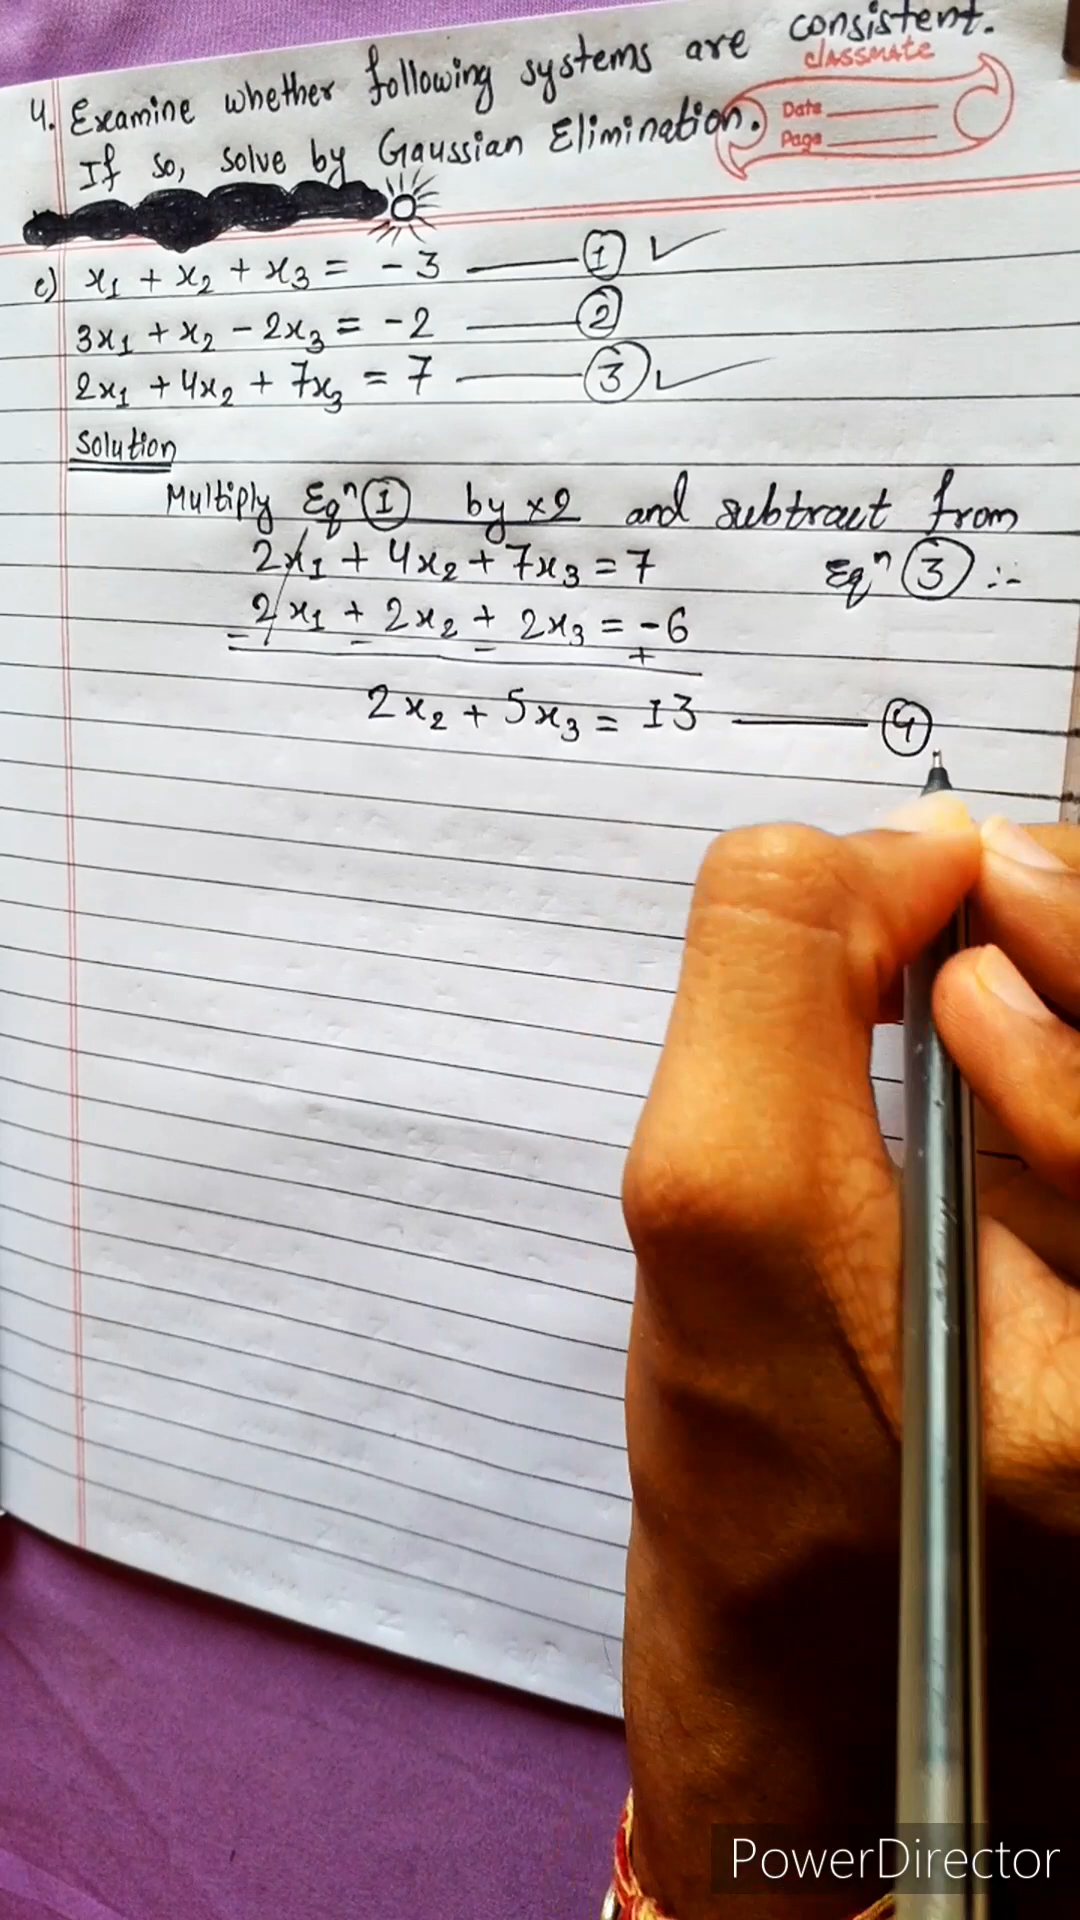 4. Examine whether following systems are consistent.
classmate
Date
Page
If so, solve by Gaussian Elimination.
c) x₁ + x₂ + x₃ = -3 ——— ① ✓
3x₁ + x₂ - 2x₃ = -2 ——— ②
2x₁ + 4x₂ + 7x₃ = 7 ——— ③ ✓
Solution
Multiply Eqⁿ ① by ×2 and subtract from
Eqⁿ ③ :-
2x₁ + 4x₂ + 7x₃ = 7
2x₁ + 2x₂ + 2x₃ = -6
- - - +
2x₂ + 5x₃ = 13 ——— ④
PowerDirector